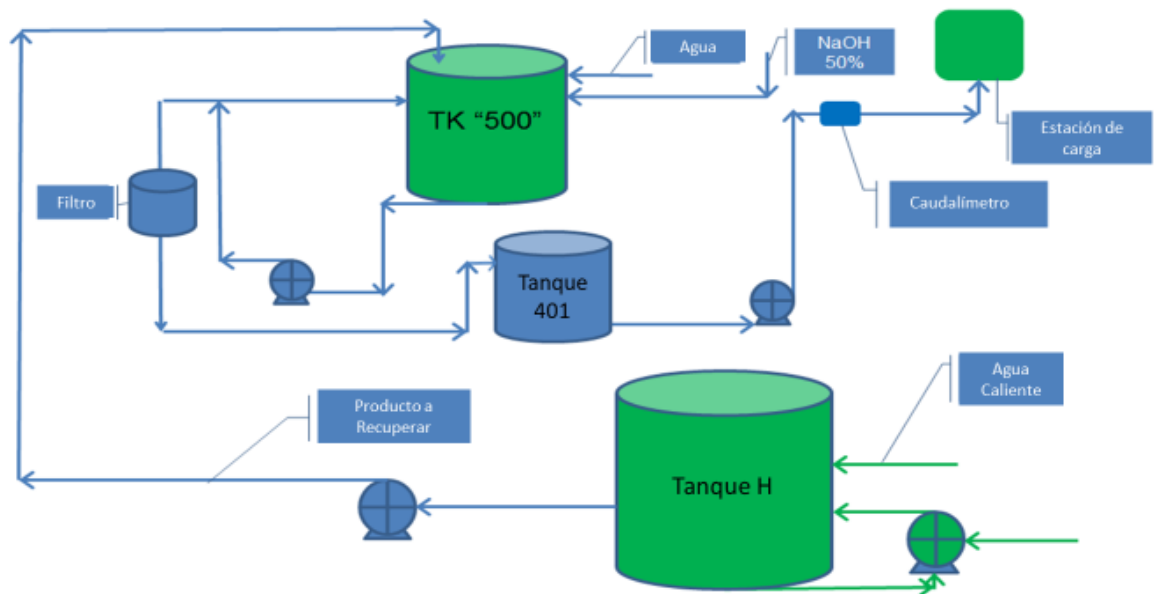 Agua
NaOH
50%
TK “500”
Estación de
carga
Filtro
Caudalímetro
Tanque
401
Agua
Caliente
Producto a
Recuperar
Tanque H